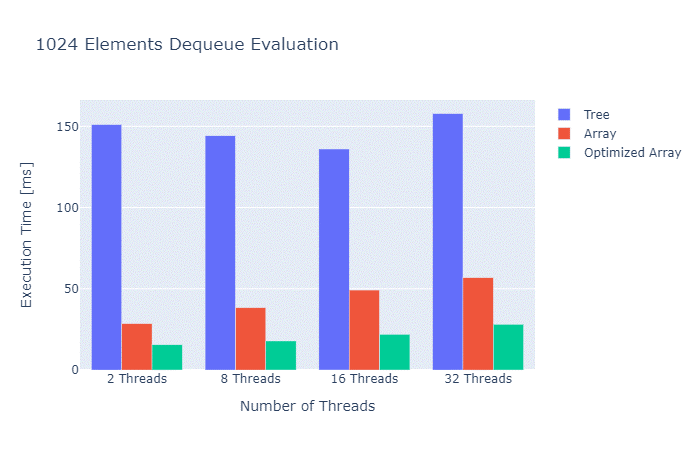 1024 Elements Dequeue Evaluation
Tree
Array
Optimized Array
Execution Time [ms]
150
100
50
0
2 Threads
8 Threads
16 Threads
32 Threads
Number of Threads